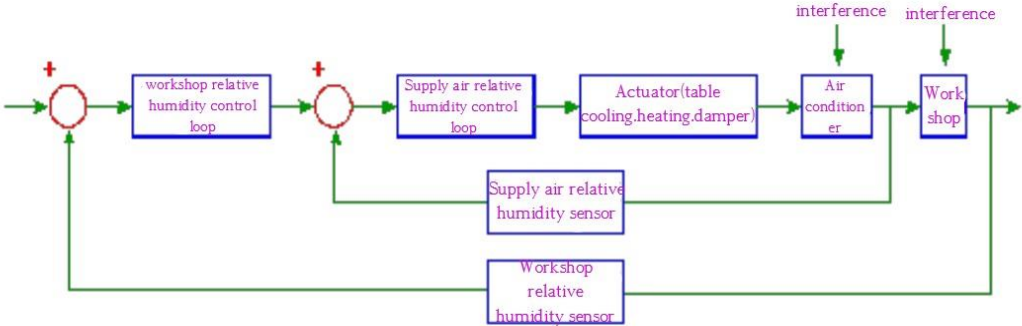 interference
interference
+
+
workshop relative
humidity control
loop
Supply air relative
humidity control
loop
Actuator(table
cooling.heating.damper)
Air
condition
er
Work
shop
Supply air relative
humidity sensor
Workshop
relative
humidity sensor